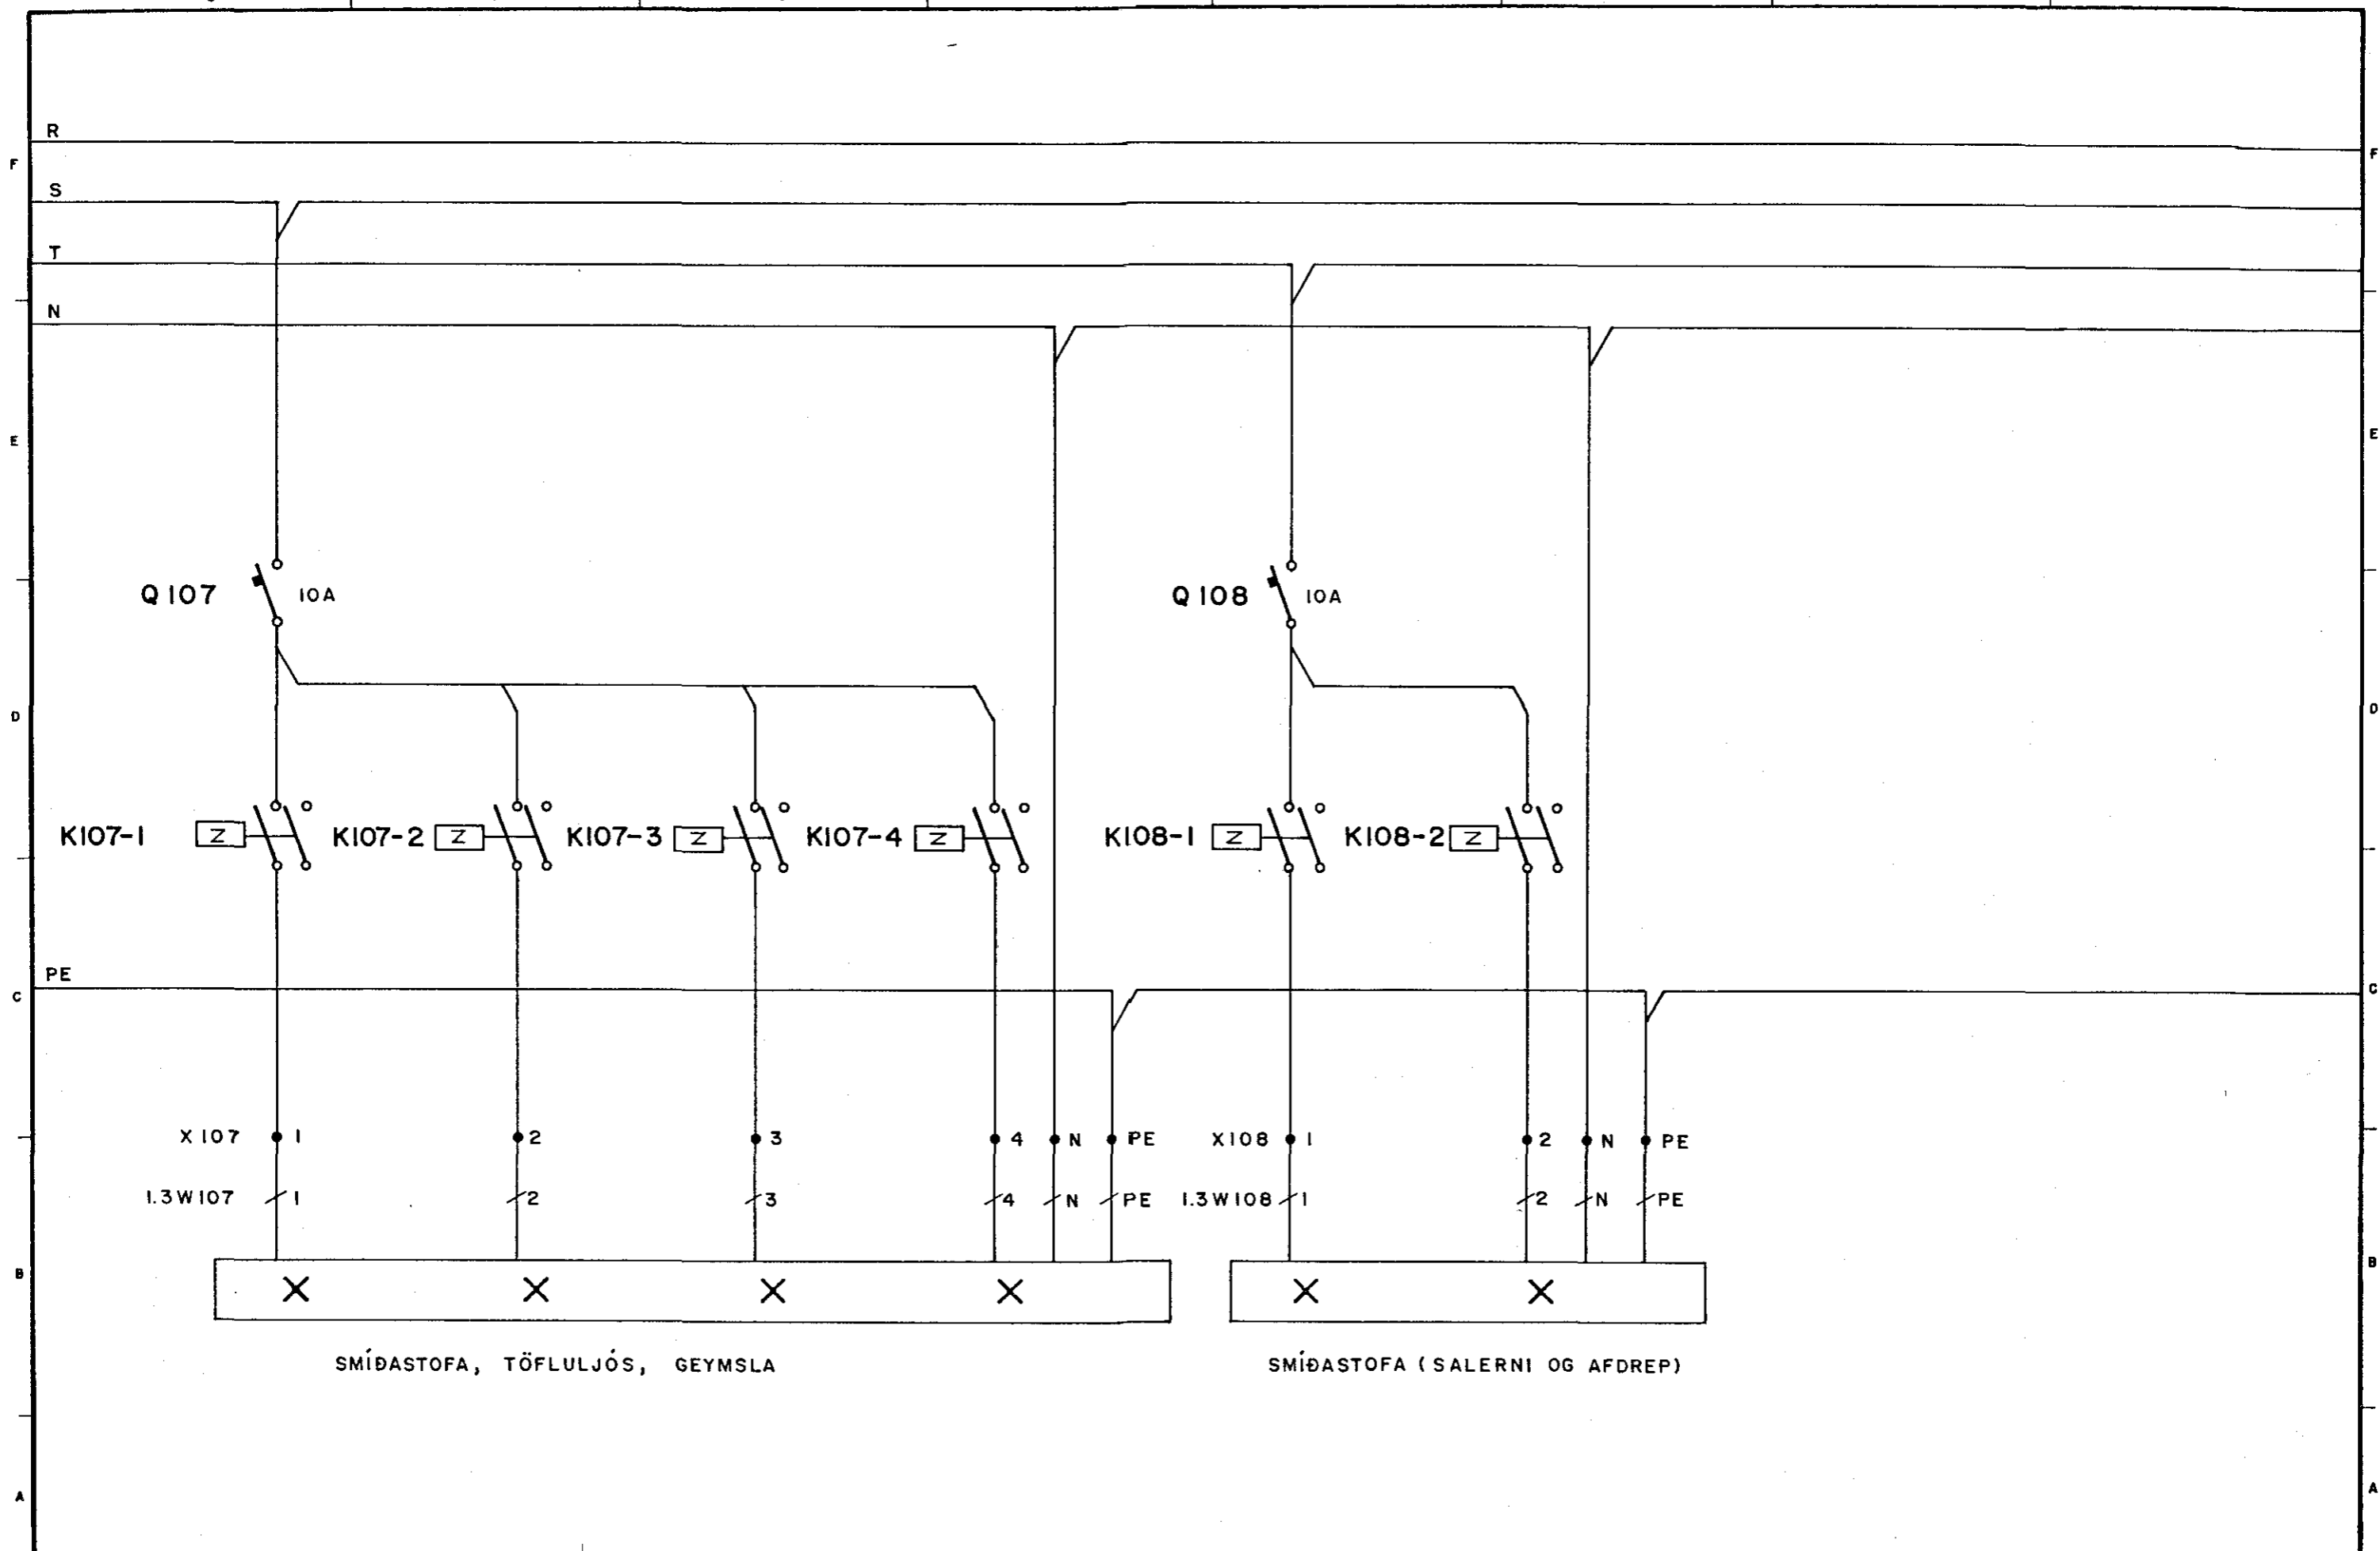 R
F F
S
T
N
E E
Q107 10A Q108 10A
D D
K107-1 Z K107-2 Z K107-3 Z K107-4 Z K108-1 Z K108-2 Z
PE
C C
X107 1 2 3 4 N PE X108 1 2 N PE
1.3W107 1 2 3 4 N PE 1.3W108 1 2 N PE
B B
SMÍÐASTOFA, TÖFLULJÓS, GEYMSLA SMÍÐASTOFA (SALERNI OG AFDREP)
A A